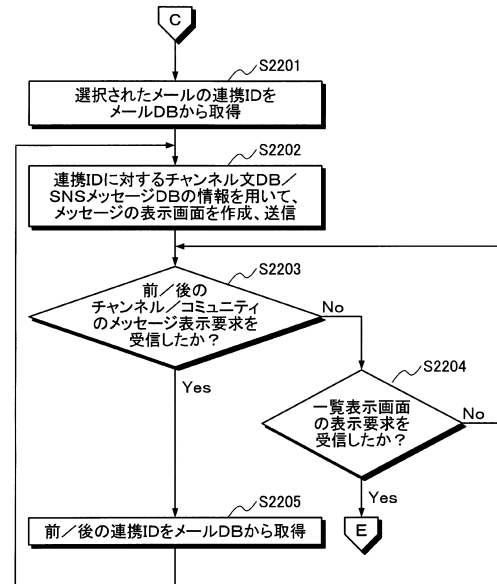 C
S2201
選択されたメールの連携IDを
メールDBから取得
S2202
連携IDに対するチャンネル文DB／
SNSメッセージDBの情報を用いて、
メッセージの表示画面を作成、送信
S2203
前／後の
チャンネル／コミュニティ
のメッセージ表示要求を
受信したか？
No
Yes
S2204
一覧表示画面
の表示要求を
受信したか？
No
Yes
S2205
前／後の連携IDをメールDBから取得
E